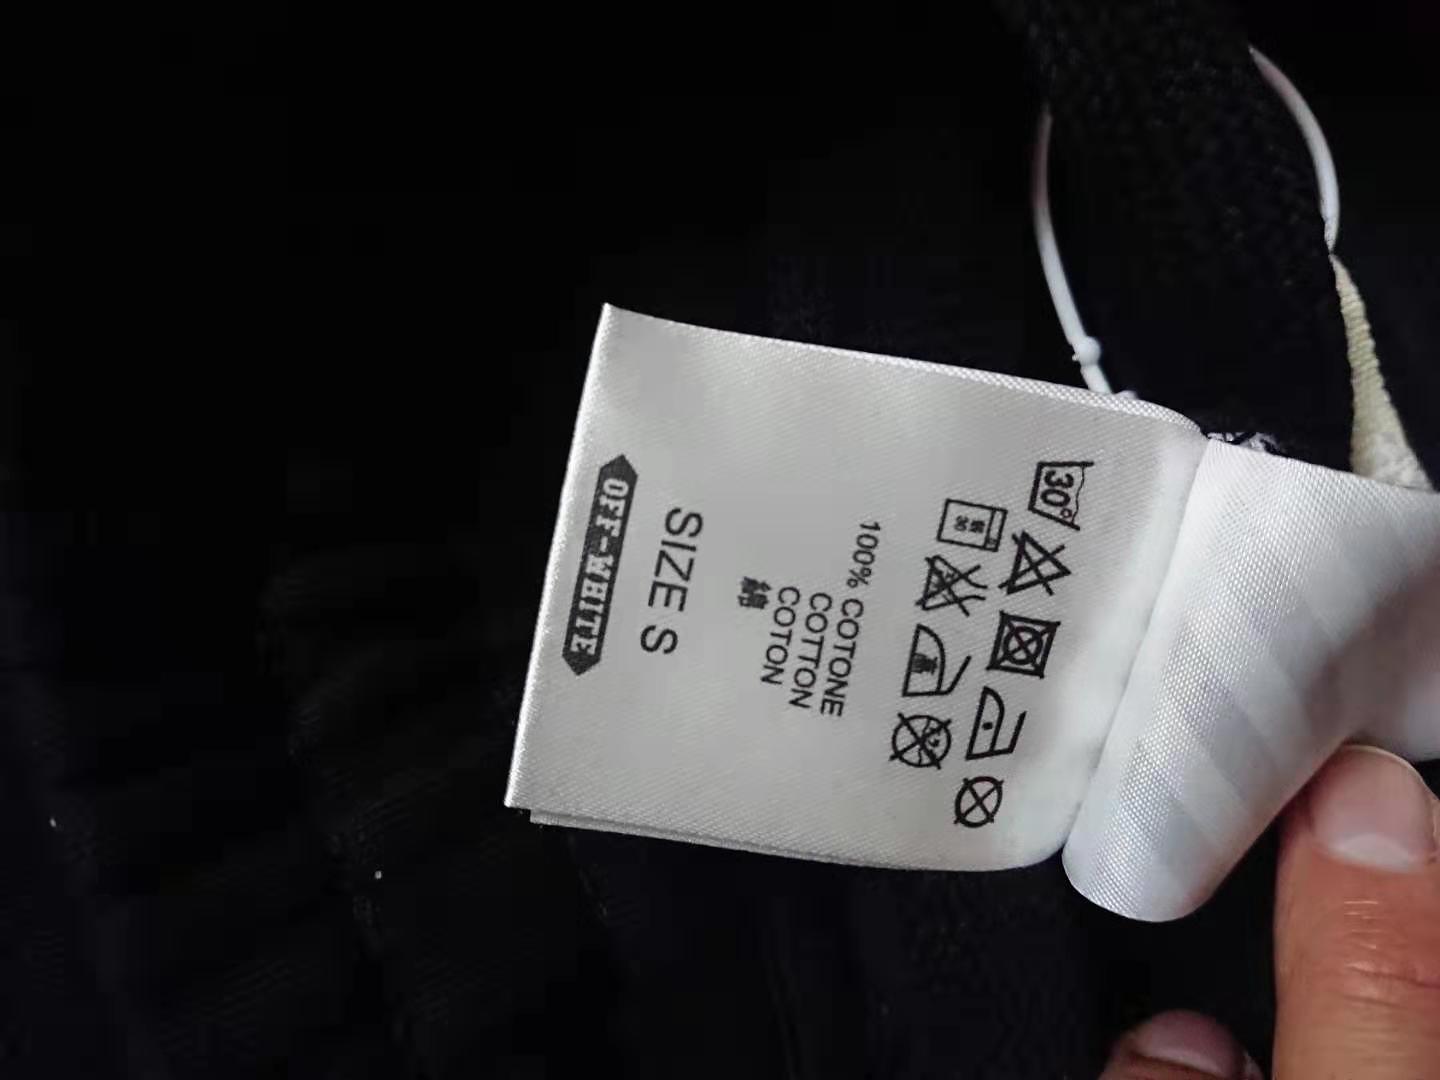 30°
100% COTONE
COTTON
COTON
綿
SIZE S
OFF-WHITE